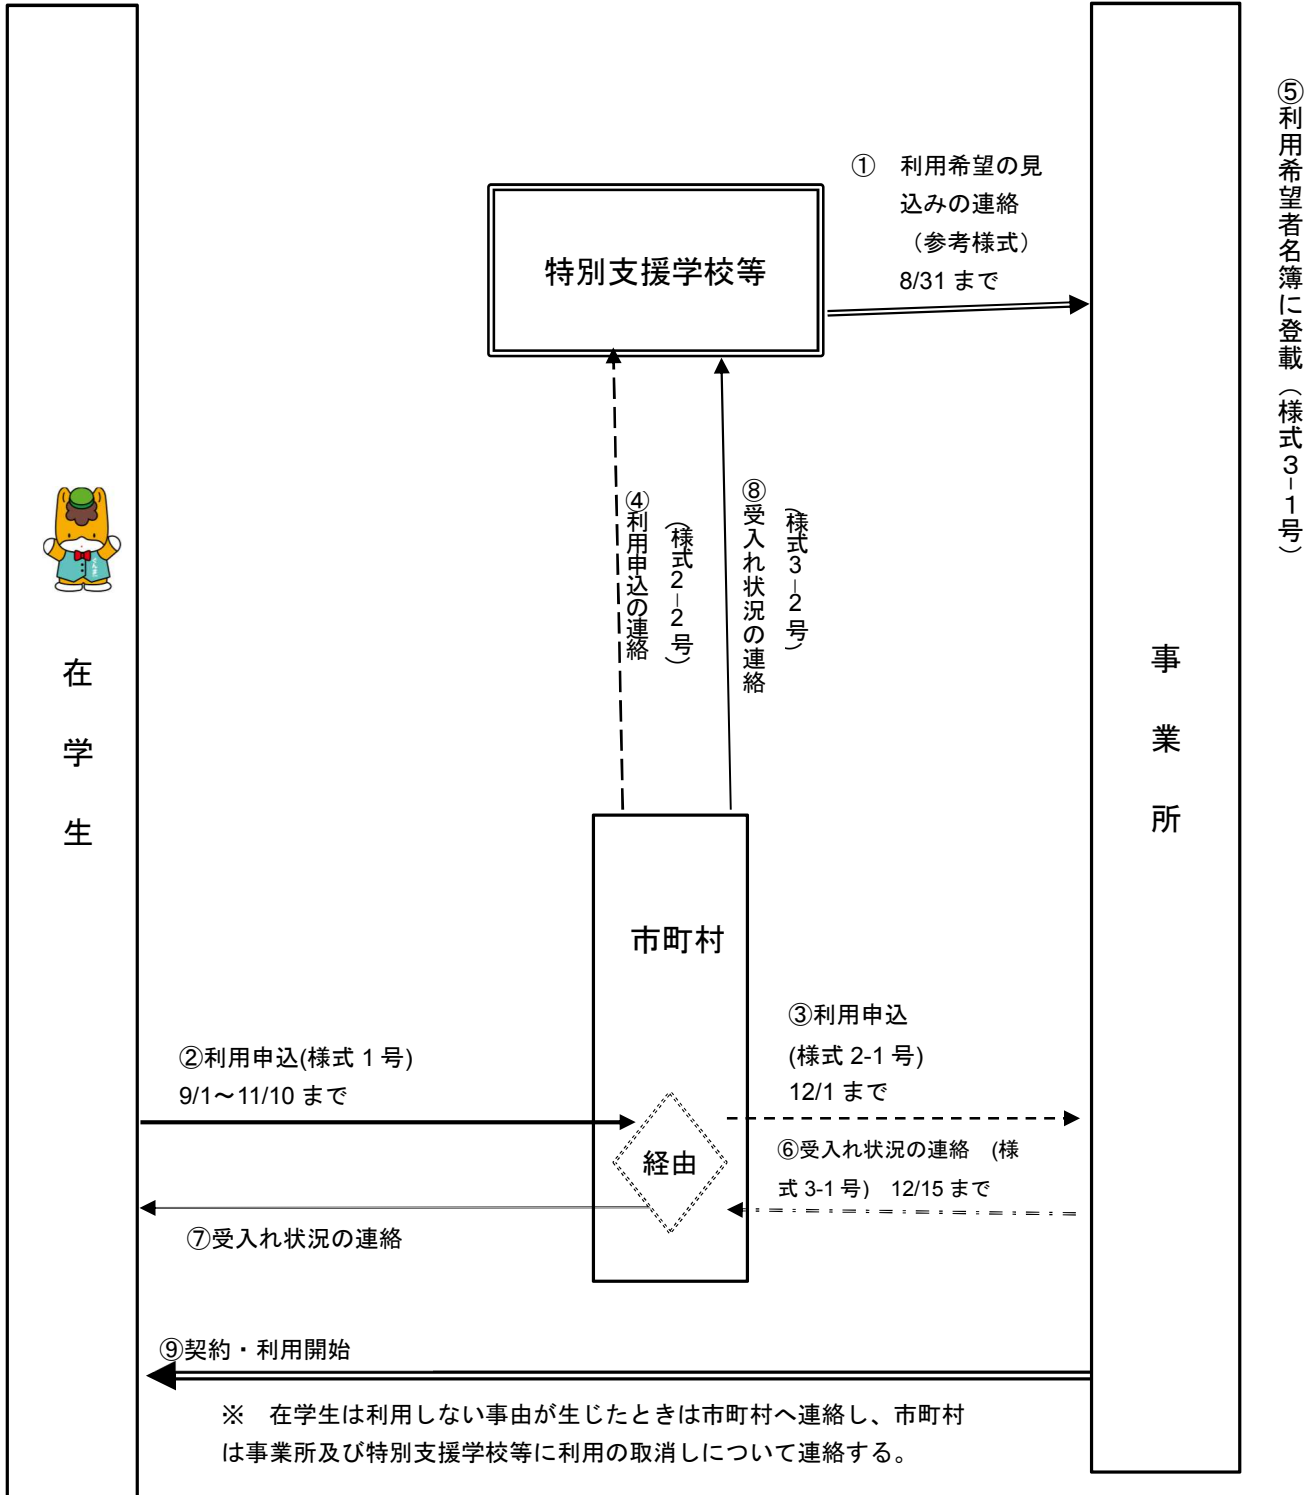 ① 利用希望の見
込みの連絡
（参考様式）
8/31 まで
特別支援学校等
⑤利用希望者名簿に登載（様式３−１号）
④利用申込の連絡
（様式２−２号）
⑧受入れ状況の連絡
（様式３−２号）
在学生
事業所
市町村
②利用申込(様式 1 号)
9/1～11/10 まで
③利用申込
(様式 2-1 号)
12/1 まで
経由
⑥受入れ状況の連絡　(様
式 3-1 号)　12/15 まで
⑦受入れ状況の連絡
⑨契約・利用開始
※　在学生は利用しない事由が生じたときは市町村へ連絡し、市町村
は事業所及び特別支援学校等に利用の取消しについて連絡する。